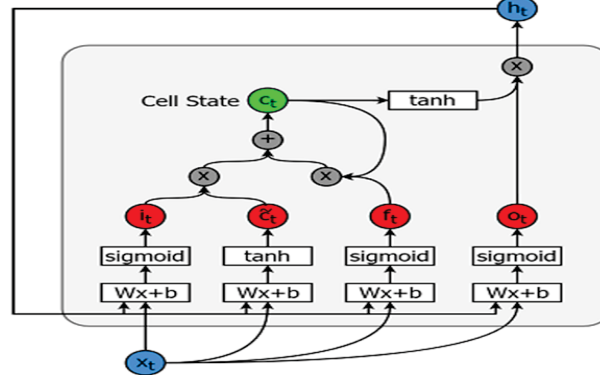 hₜ
×
Cell State cₜ tanh
+
× ×
iₜ c̃ₜ fₜ oₜ
sigmoid tanh sigmoid sigmoid
Wx+b Wx+b Wx+b Wx+b
xₜ